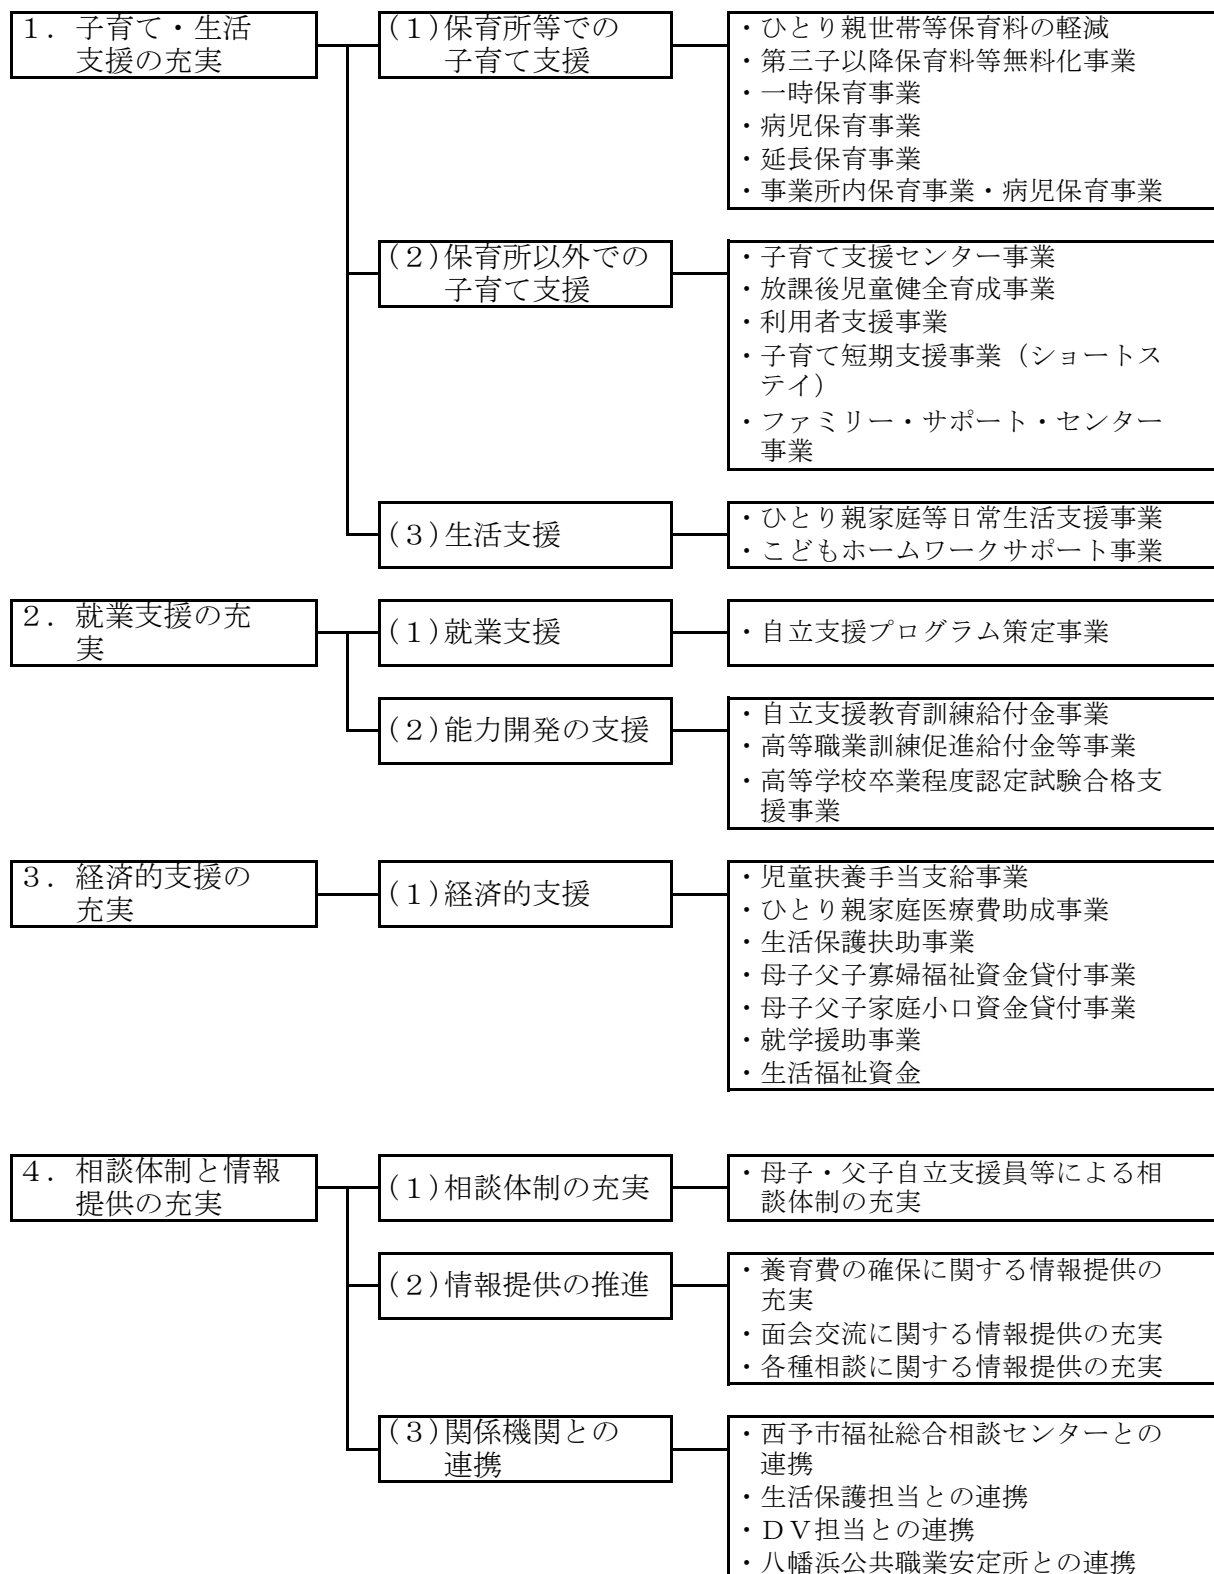 １．子育て・生活
支援の充実
(１)保育所等での
子育て支援
・ひとり親世帯等保育料の軽減
・第三子以降保育料等無料化事業
・一時保育事業
・病児保育事業
・延長保育事業
・事業所内保育事業・病児保育事業
(２)保育所以外での
子育て支援
・子育て支援センター事業
・放課後児童健全育成事業
・利用者支援事業
・子育て短期支援事業（ショートス
テイ）
・ファミリー・サポート・センター
事業
(３)生活支援
・ひとり親家庭等日常生活支援事業
・こどもホームワークサポート事業
２．就業支援の充
実
(１)就業支援
・自立支援プログラム策定事業
(２)能力開発の支援
・自立支援教育訓練給付金事業
・高等職業訓練促進給付金等事業
・高等学校卒業程度認定試験合格支
援事業
３．経済的支援の
充実
(１)経済的支援
・児童扶養手当支給事業
・ひとり親家庭医療費助成事業
・生活保護扶助事業
・母子父子寡婦福祉資金貸付事業
・母子父子家庭小口資金貸付事業
・就学援助事業
・生活福祉資金
４．相談体制と情報
提供の充実
(１)相談体制の充実
・母子・父子自立支援員等による相
談体制の充実
(２)情報提供の推進
・養育費の確保に関する情報提供の
充実
・面会交流に関する情報提供の充実
・各種相談に関する情報提供の充実
(３)関係機関との
連携
・西予市福祉総合相談センターとの
連携
・生活保護担当との連携
・ＤＶ担当との連携
・八幡浜公共職業安定所との連携